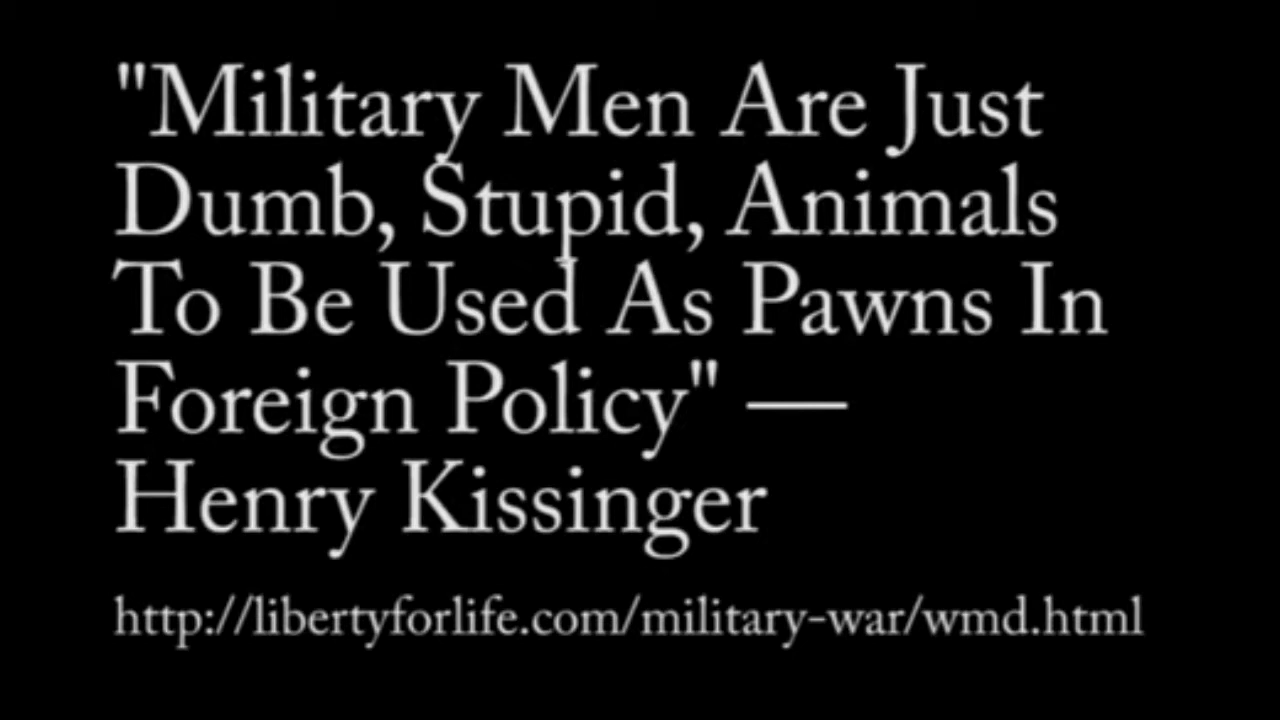 "Military Men Are Just
Dumb, Stupid, Animals
To Be Used As Pawns In
Foreign Policy" —
Henry Kissinger
http://libertyforlife.com/military-war/wmd.html